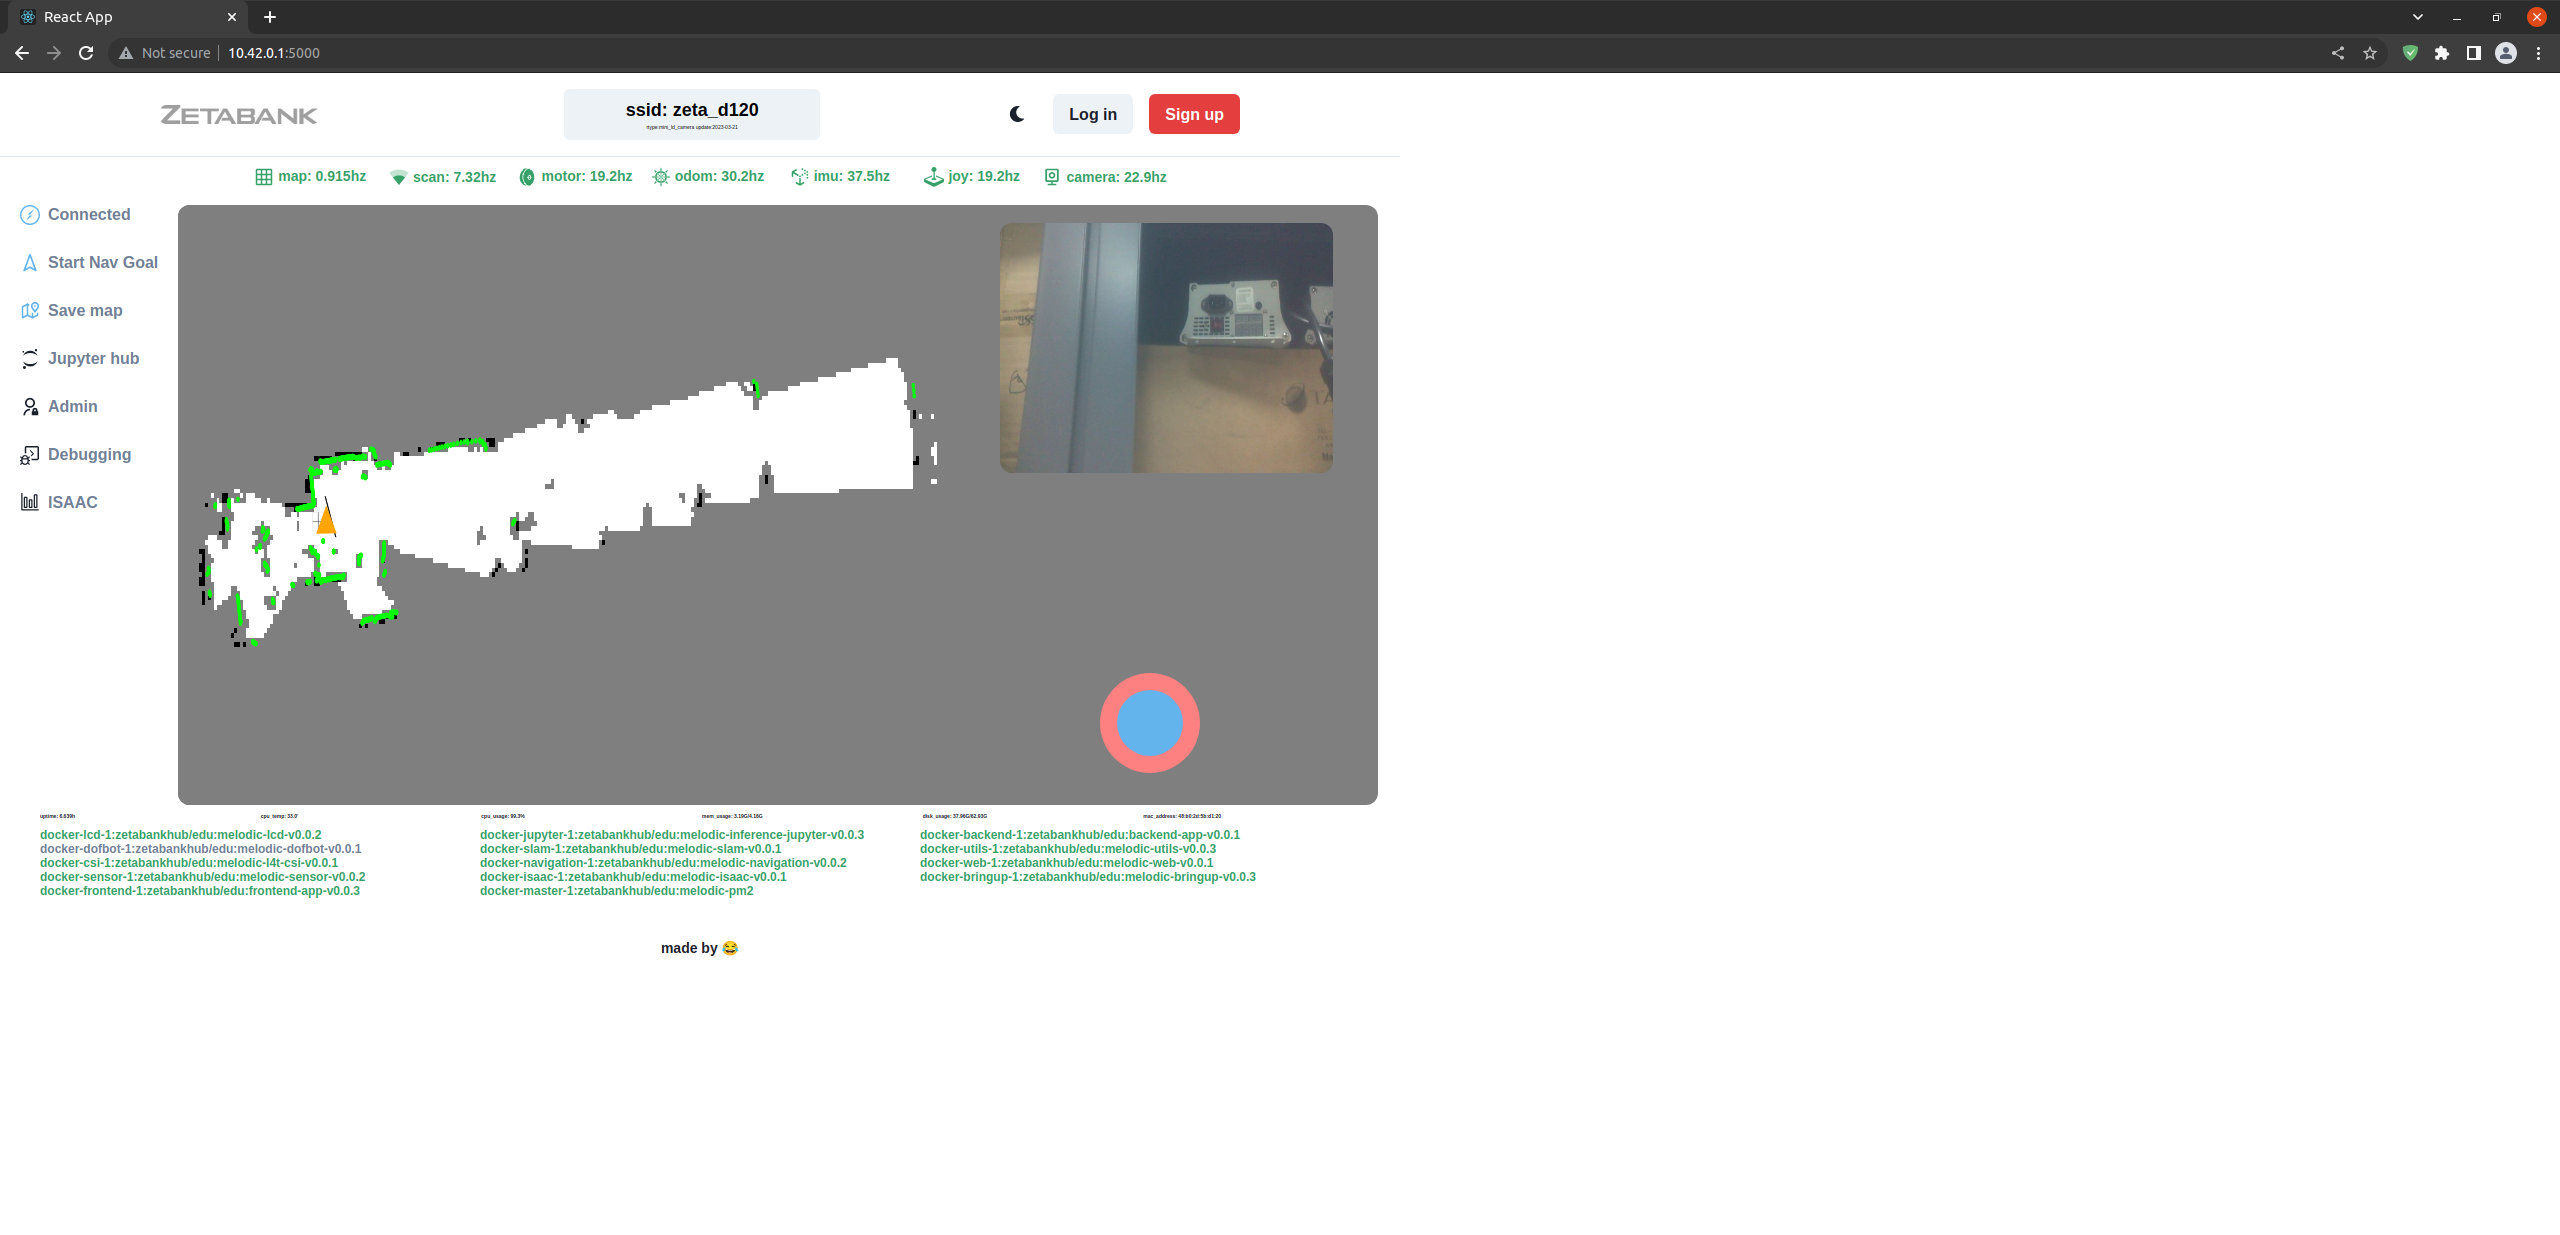 React App
Not secure
10.42.0.1:5000
ZETABANK
ssid: zeta_d120
Log in
Sign up
map: 0.915hz
scan: 7.32hz
motor: 19.2hz
odom: 30.2hz
imu: 37.5hz
joy: 19.2hz
camera: 22.9hz
Connected
Start Nav Goal
Save map
Jupyter hub
Admin
Debugging
ISAAC
uptime: 6.639h
cpu_temp: 33.0'
cpu_usage: 99.3%
mem_usage: 3.19G/4.16G
disk_usage: 37.96G/62.93G
mac_address: 48:b0:2d:5b:d1:20
docker-lcd-1:zetabankhub/edu:melodic-lcd-v0.0.2
docker-dofbot-1:zetabankhub/edu:melodic-dofbot-v0.0.1
docker-csi-1:zetabankhub/edu:melodic-l4t-csi-v0.0.1
docker-sensor-1:zetabankhub/edu:melodic-sensor-v0.0.2
docker-frontend-1:zetabankhub/edu:frontend-app-v0.0.3
docker-jupyter-1:zetabankhub/edu:melodic-inference-jupyter-v0.0.3
docker-slam-1:zetabankhub/edu:melodic-slam-v0.0.1
docker-navigation-1:zetabankhub/edu:melodic-navigation-v0.0.2
docker-isaac-1:zetabankhub/edu:melodic-isaac-v0.0.1
docker-master-1:zetabankhub/edu:melodic-pm2
docker-backend-1:zetabankhub/edu:backend-app-v0.0.1
docker-utils-1:zetabankhub/edu:melodic-utils-v0.0.3
docker-web-1:zetabankhub/edu:melodic-web-v0.0.1
docker-bringup-1:zetabankhub/edu:melodic-bringup-v0.0.3
made by 😂